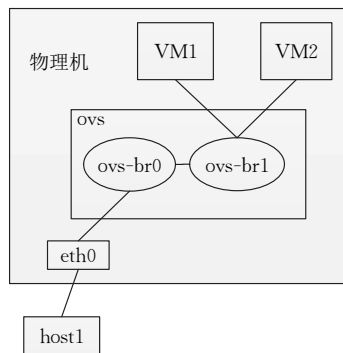 VM1
VM2
物理机
ovs
ovs-br0
ovs-br1
eth0
host1